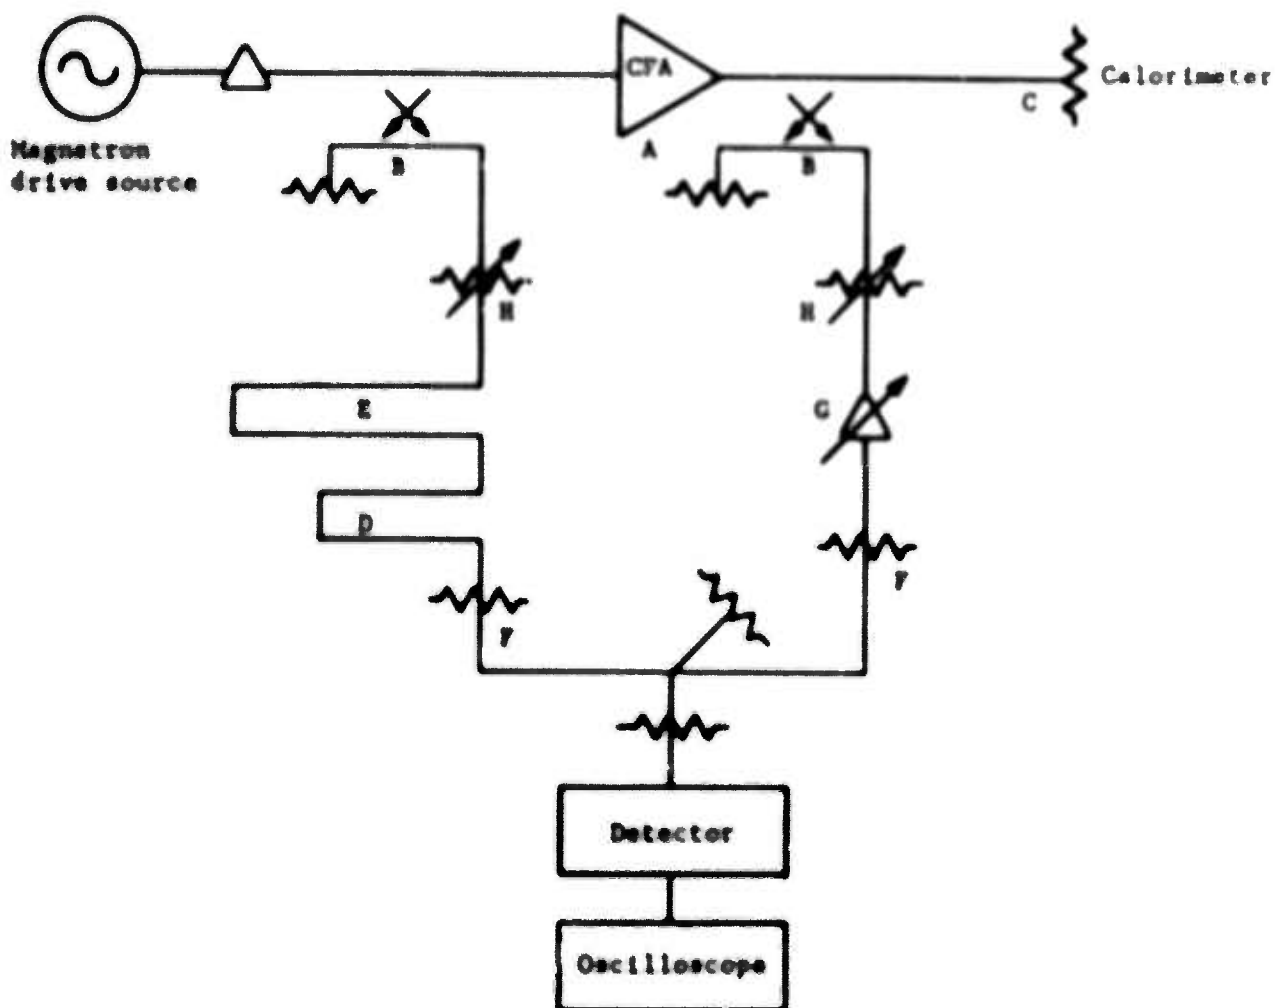 CFA
Calorimeter
C
A
Magnetron
drive source
B
B
H
H
E
G
D
F
F
Detector
Oscilloscope